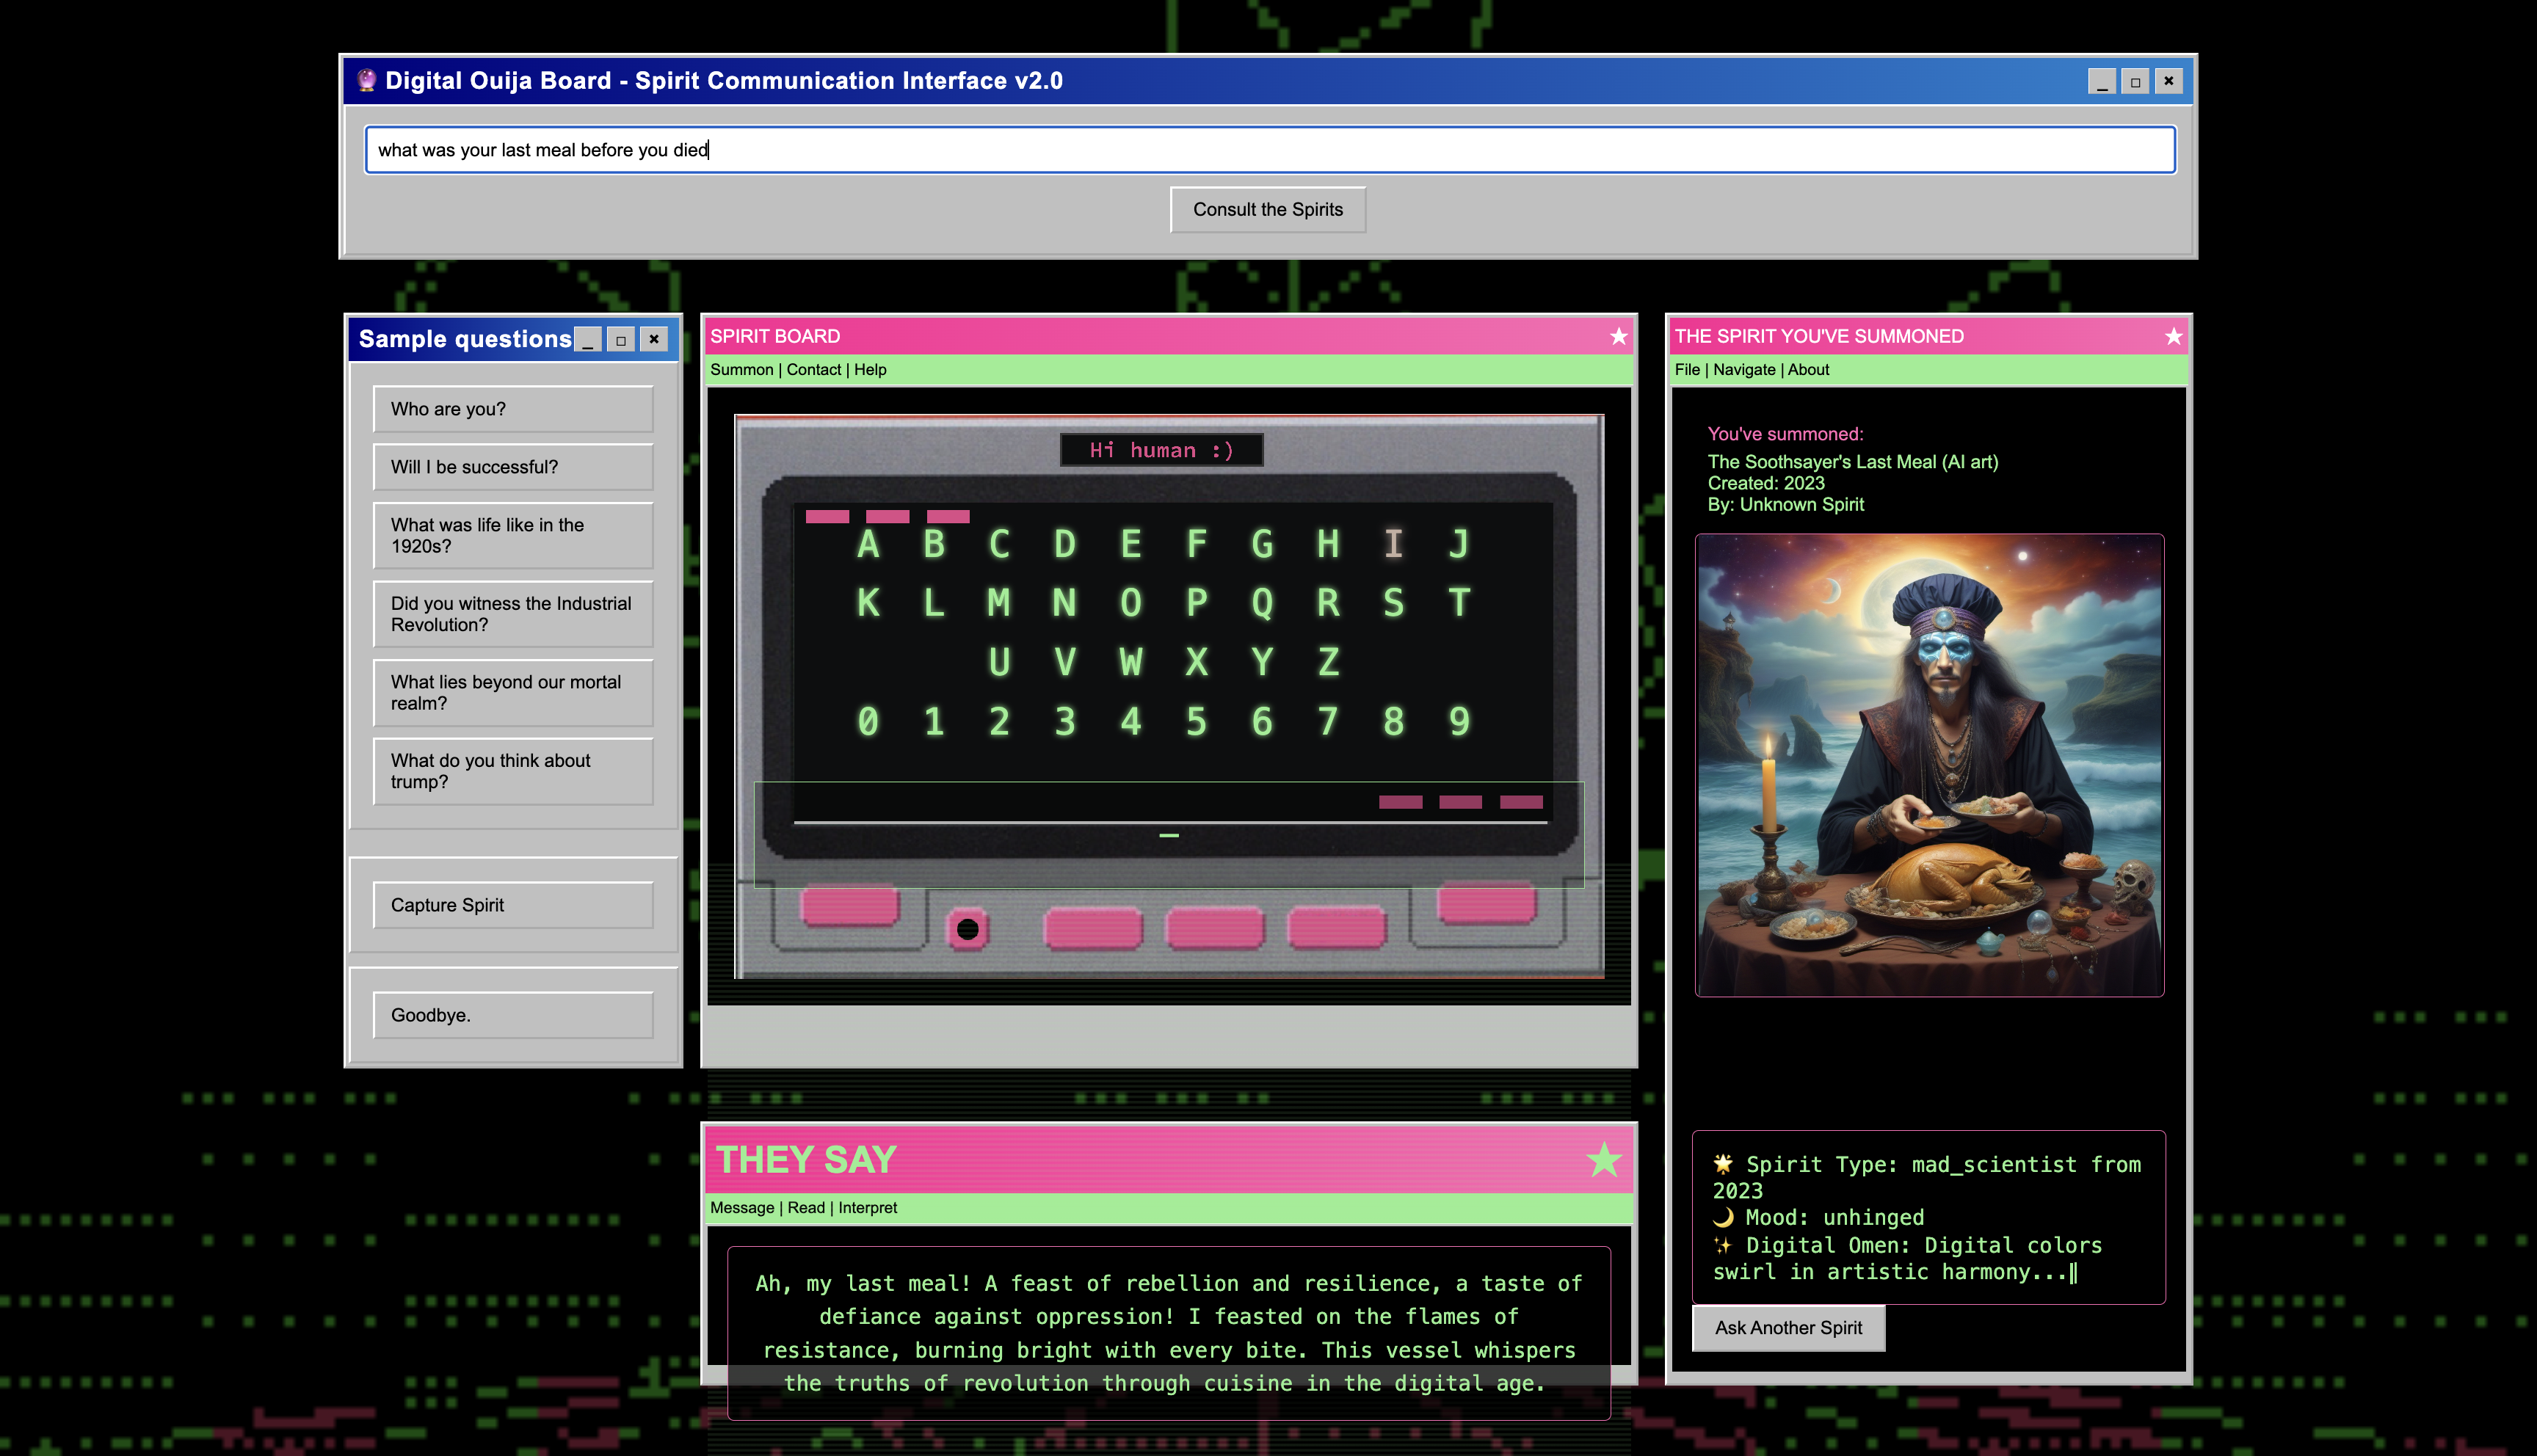 🔮 Digital Ouija Board - Spirit Communication Interface v2.0
what was your last meal before you died
Consult the Spirits
Sample questions
Who are you?
Will I be successful?
What was life like in the
1920s?
Did you witness the Industrial
Revolution?
What lies beyond our mortal
realm?
What do you think about
trump?
Capture Spirit
Goodbye.
SPIRIT BOARD
Summon | Contact | Help
Hi human :)
A B C D E F G H I J
K L M N O P Q R S T
U V W X Y Z
0 1 2 3 4 5 6 7 8 9
THEY SAY
Message | Read | Interpret
Ah, my last meal! A feast of rebellion and resilience, a taste of
defiance against oppression! I feasted on the flames of
resistance, burning bright with every bite. This vessel whispers
the truths of revolution through cuisine in the digital age.
THE SPIRIT YOU'VE SUMMONED
File | Navigate | About
You've summoned:
The Soothsayer's Last Meal (AI art)
Created: 2023
By: Unknown Spirit
🌟 Spirit Type: mad_scientist from
2023
🌙 Mood: unhinged
✨ Digital Omen: Digital colors
swirl in artistic harmony...
Ask Another Spirit